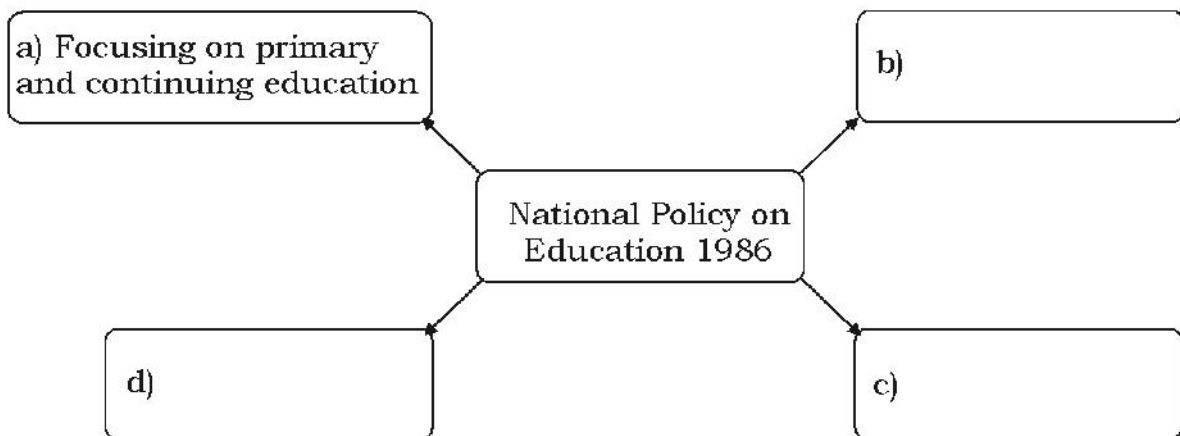 a) Focusing on primary
and continuing education
b)
National Policy on
Education 1986
d)
c)